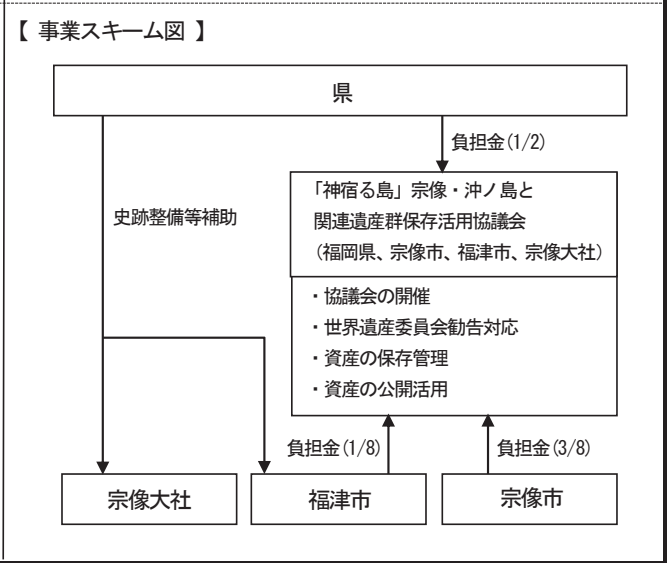 【 事業スキーム図 】
県
負担金(1/2)
史跡整備等補助
「神宿る島」宗像・沖ノ島と
関連遺産群保存活用協議会
(福岡県、宗像市、福津市、宗像大社)
・協議会の開催
・世界遺産委員会勧告対応
・資産の保存管理
・資産の公開活用
負担金(1/8)
負担金(3/8)
宗像大社
福津市
宗像市